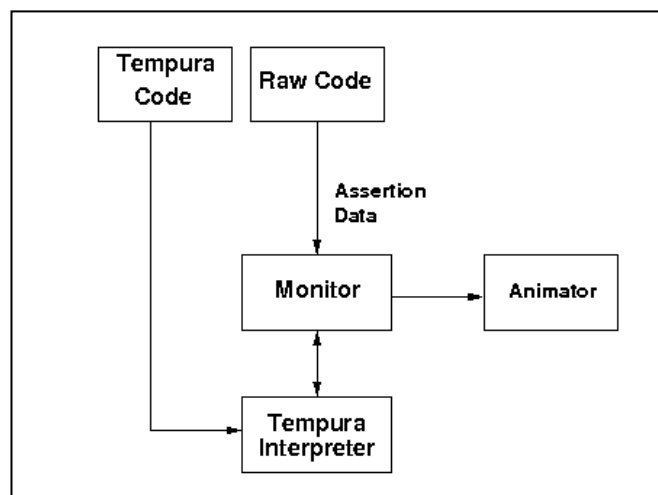 Tempura
Code
Raw Code
Assertion
Data
Monitor
Animator
Tempura
Interpreter